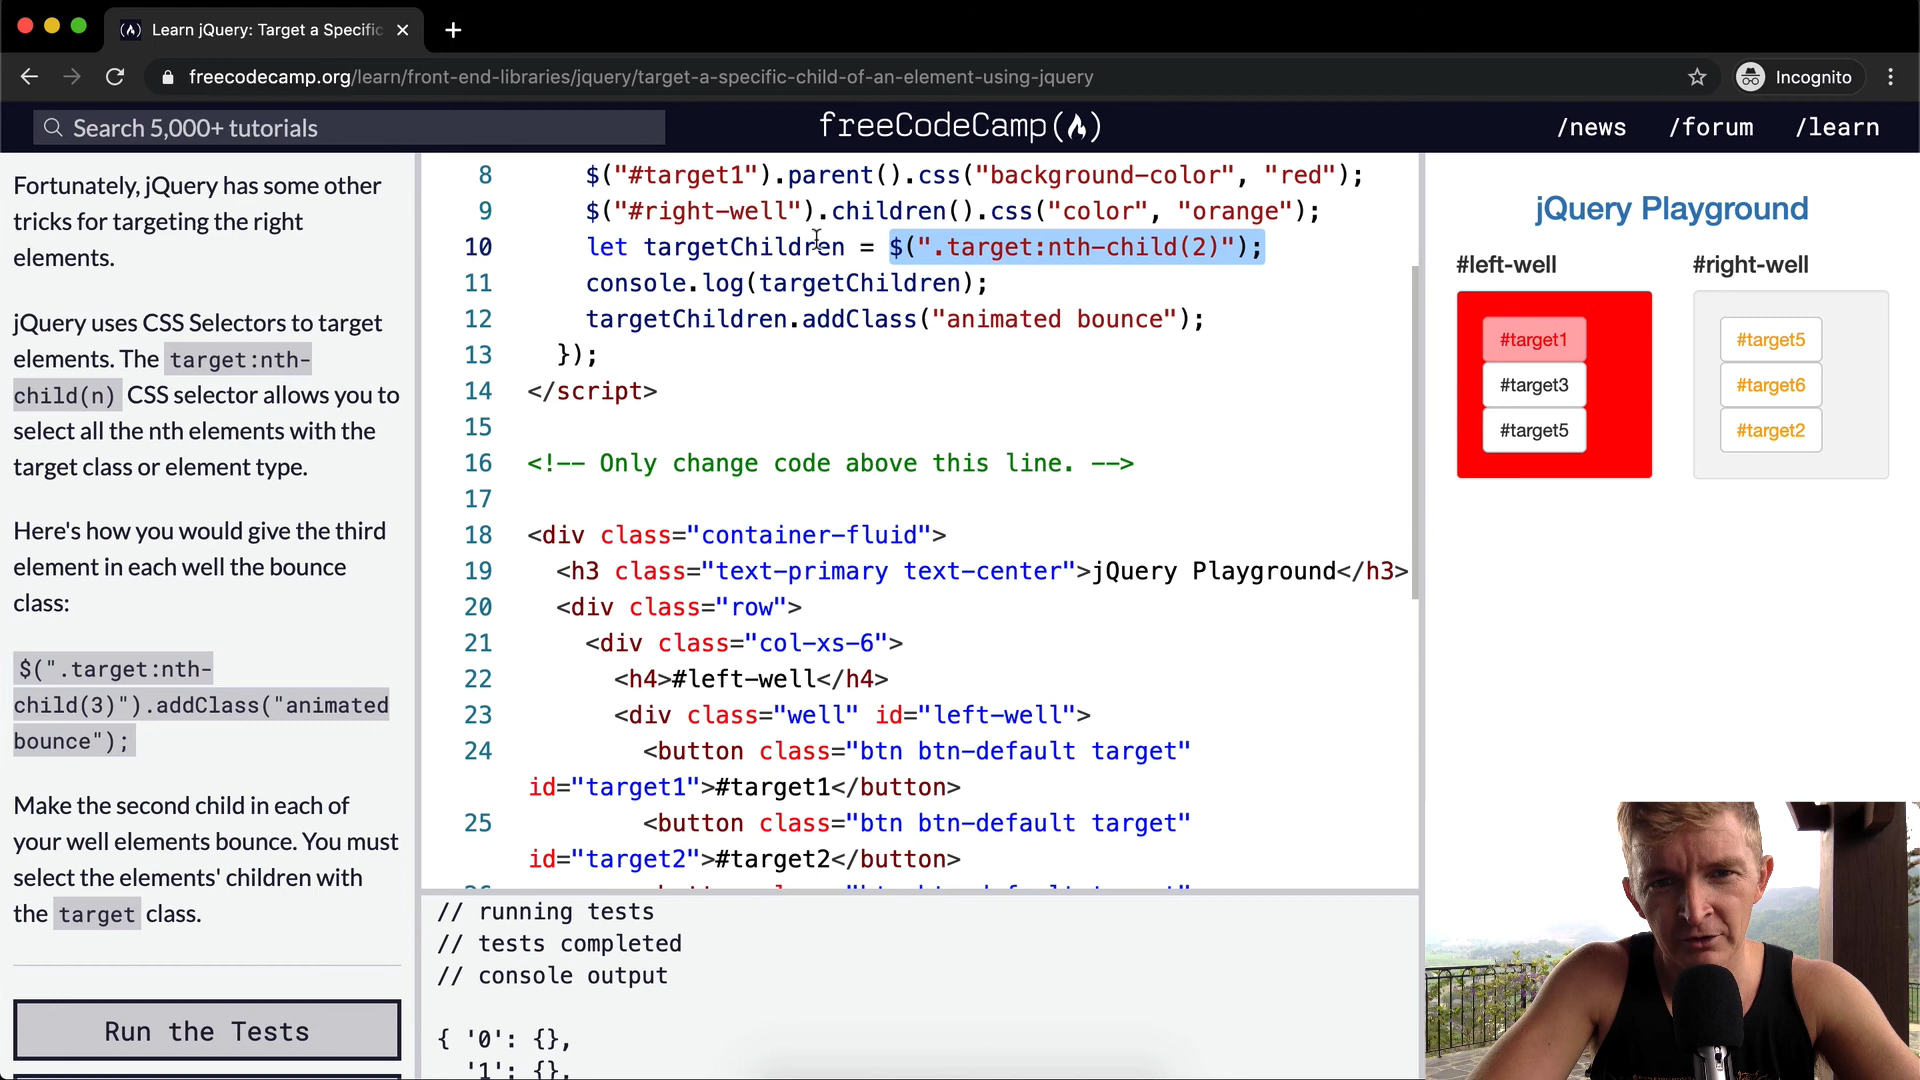 Learn jQuery: Target a Specific
freecodecamp.org/learn/front-end-libraries/jquery/target-a-specific-child-of-an-element-using-jquery
Incognito
Search 5,000+ tutorials
freeCodeCamp
/news
/forum
/learn
Fortunately, jQuery has some other
tricks for targeting the right
elements.
jQuery uses CSS Selectors to target
elements. The target:nth-
child(n) CSS selector allows you to
select all the nth elements with the
target class or element type.
Here's how you would give the third
element in each well the bounce
class:
$(".target:nth-
child(3)").addClass("animated
bounce");
Make the second child in each of
your well elements bounce. You must
select the elements' children with
the target class.
Run the Tests
8 $("#target1").parent().css("background-color", "red");
9 $("#right-well").children().css("color", "orange");
10 let targetChildren = $(".target:nth-child(2)");
11 console.log(targetChildren);
12 targetChildren.addClass("animated bounce");
13 });
14 </script>
15
16 <!-- Only change code above this line. -->
17
18 <div class="container-fluid">
19 <h3 class="text-primary text-center">jQuery Playground</h3>
20 <div class="row">
21 <div class="col-xs-6">
22 <h4>#left-well</h4>
23 <div class="well" id="left-well">
24 <button class="btn btn-default target"
id="target1">#target1</button>
25 <button class="btn btn-default target"
id="target2">#target2</button>
// running tests
// tests completed
// console output
{ '0': {},
'1': {},
jQuery Playground
#left-well
#target1
#target3
#target5
#right-well
#target5
#target6
#target2